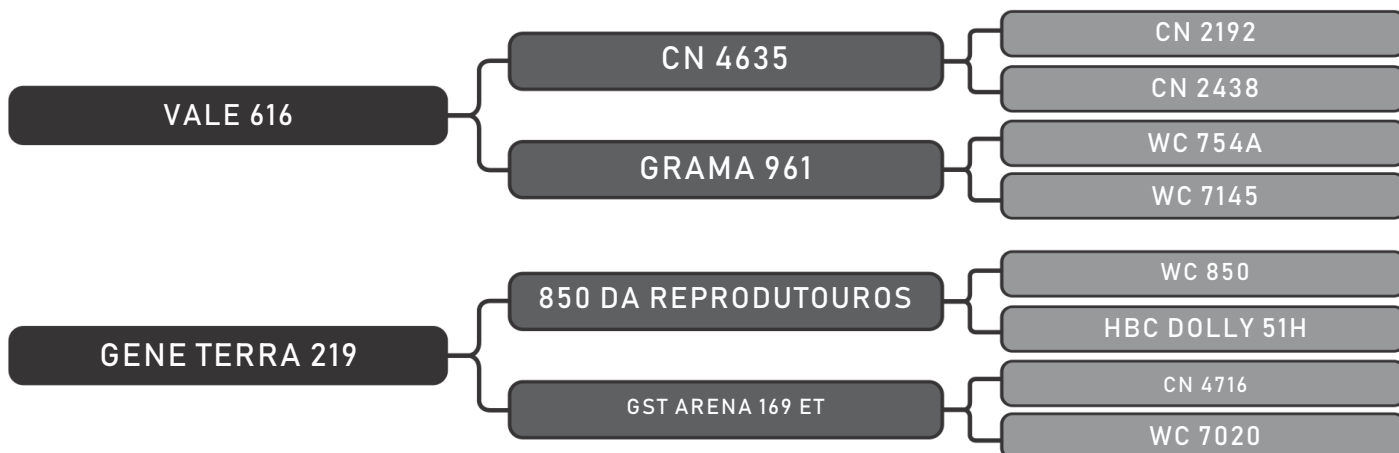 VALE 616
CN 4635
CN 2192
CN 2438
GRAMA 961
WC 754A
WC 7145
GENE TERRA 219
850 DA REPRODUTOUROS
WC 850
HBC DOLLY 51H
GST ARENA 169 ET
CN 4716
WC 7020